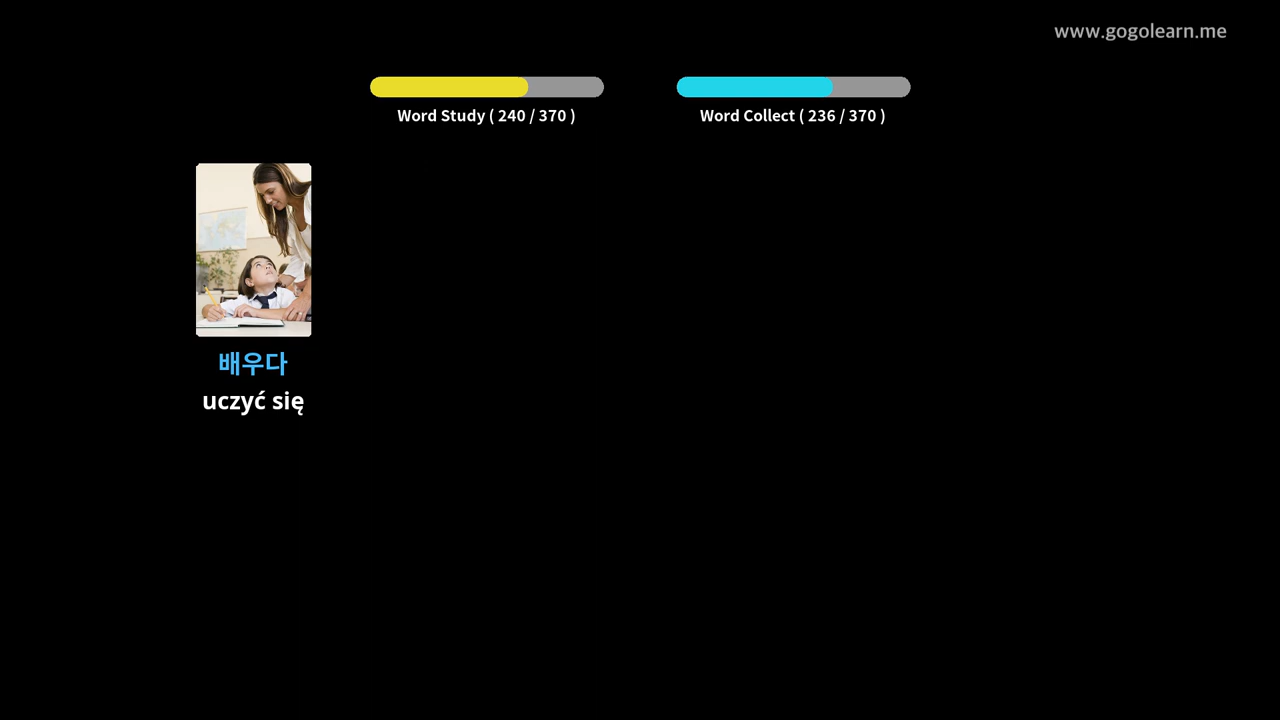 www.gogolearn.me
Word Study ( 240 / 370 )
Word Collect ( 236 / 370 )
배우다
uczyć się